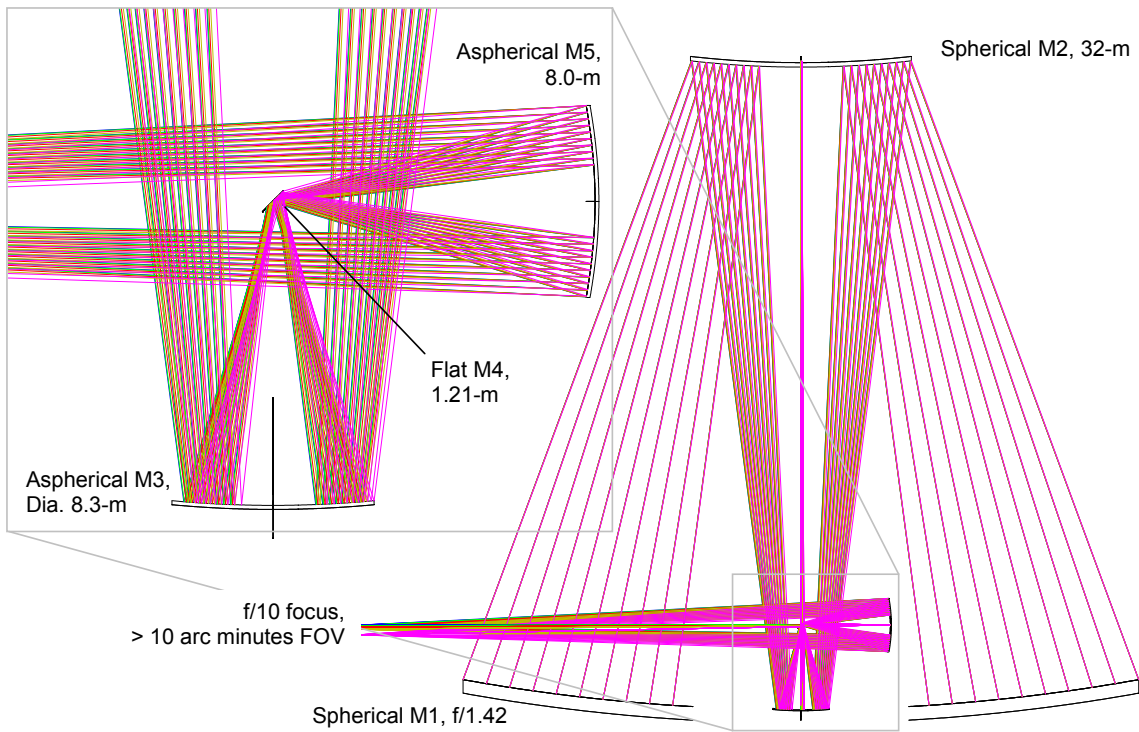 Aspherical M5,
8.0-m
Spherical M2, 32-m
Flat M4,
1.21-m
Aspherical M3,
Dia. 8.3-m
f/10 focus,
> 10 arc minutes FOV
Spherical M1, f/1.42